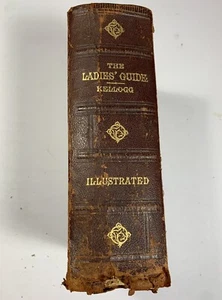 THE
LADIES' GUIDE
KELLOGG
ILLUSTRATED